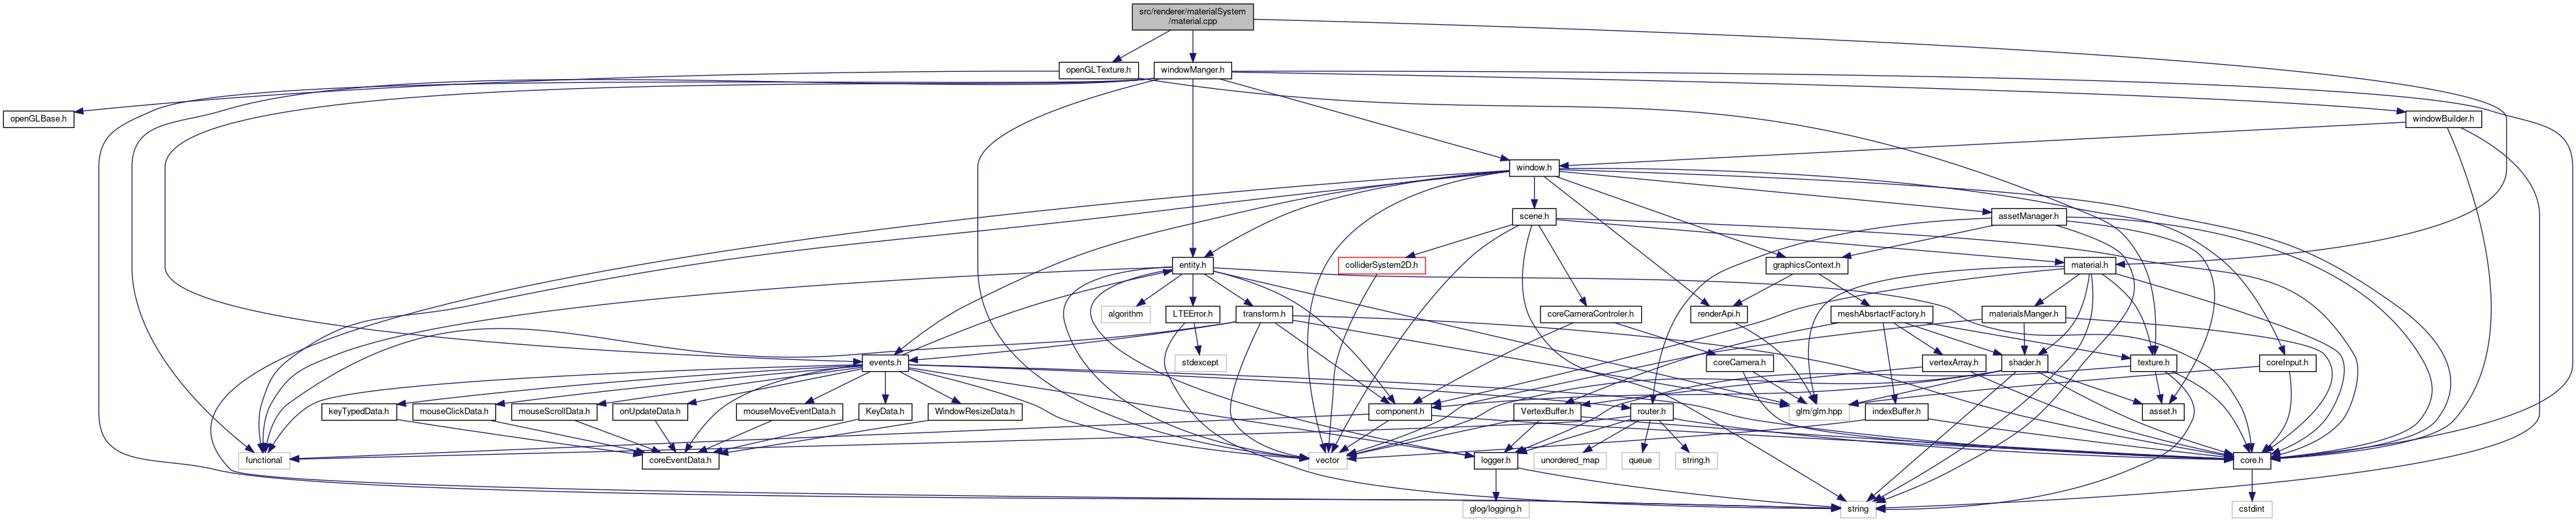 src/renderer/materialSystem
/material.cpp
openGLTexture.h
windowManger.h
openGLBase.h
windowBuilder.h
window.h
scene.h
assetManager.h
entity.h
colliderSystem2D.h
graphicsContext.h
material.h
algorithm
LTEError.h
transform.h
coreCameraControler.h
renderApi.h
meshAbsrtactFactory.h
materialsManger.h
stdexcept
events.h
coreCamera.h
vertexArray.h
shader.h
texture.h
coreInput.h
keyTypedData.h
mouseClickData.h
mouseScrollData.h
onUpdateData.h
mouseMoveEventData.h
KeyData.h
WindowResizeData.h
component.h
VertexBuffer.h
router.h
glm/glm.hpp
indexBuffer.h
asset.h
functional
coreEventData.h
vector
logger.h
unordered_map
queue
string.h
core.h
glog/logging.h
string
cstdint